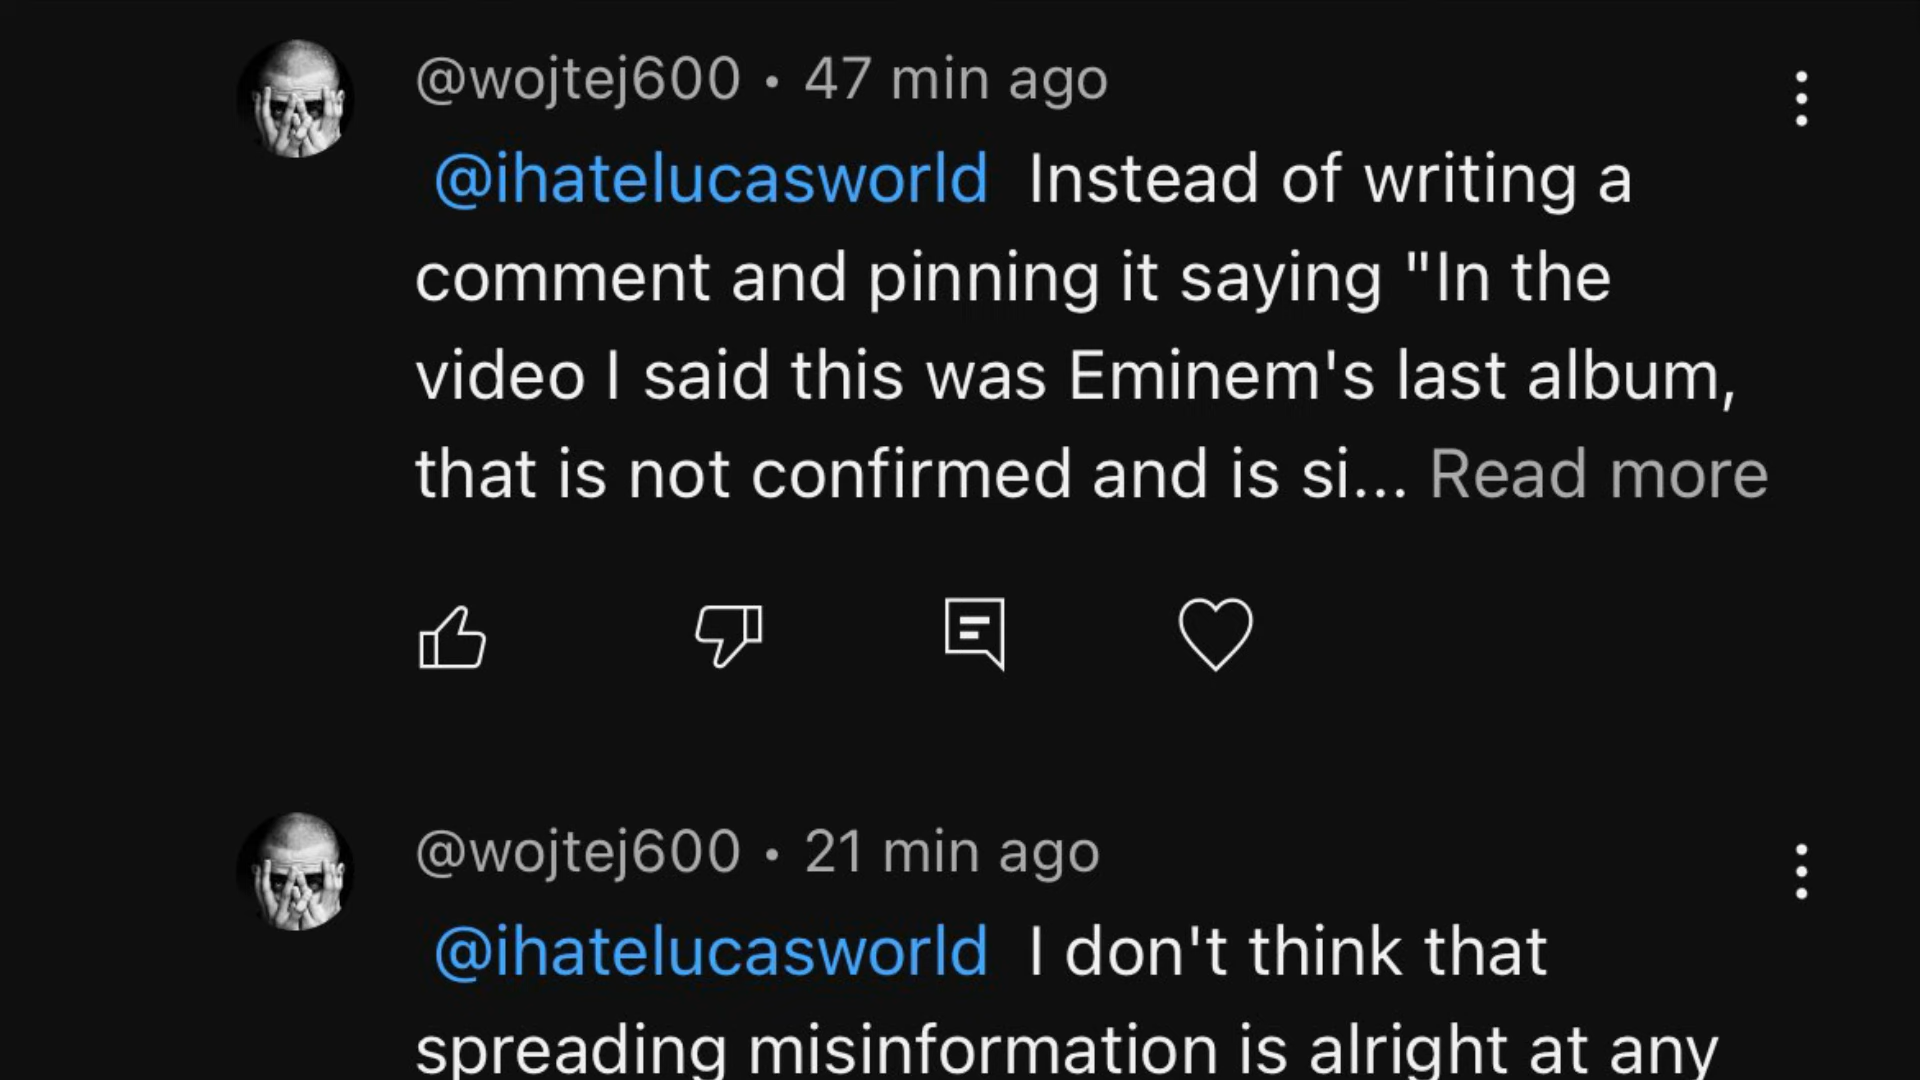 @wojtej600 • 47 min ago
@ihatelucasworld Instead of writing a
comment and pinning it saying "In the
video I said this was Eminem's last album,
that is not confirmed and is si... Read more
@wojtej600 • 21 min ago
@ihatelucasworld I don't think that
spreading misinformation is alright at any